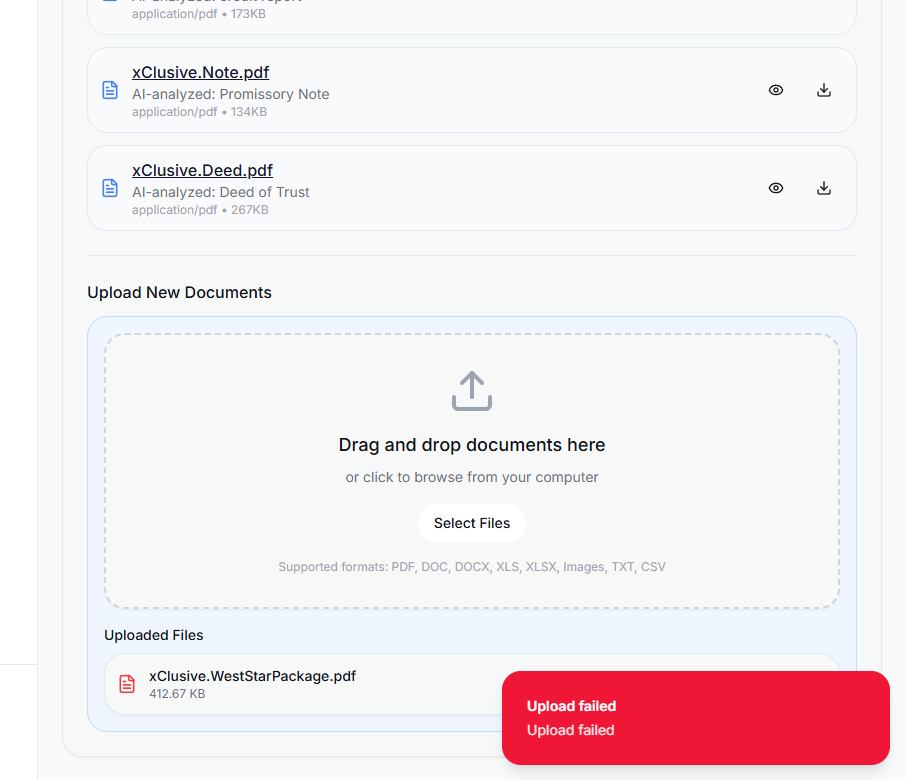 application/pdf • 173KB
xClusive.Note.pdf
AI-analyzed: Promissory Note
application/pdf • 134KB
xClusive.Deed.pdf
AI-analyzed: Deed of Trust
application/pdf • 267KB
Upload New Documents
Drag and drop documents here
or click to browse from your computer
Select Files
Supported formats: PDF, DOC, DOCX, XLS, XLSX, Images, TXT, CSV
Uploaded Files
xClusive.WestStarPackage.pdf
412.67 KB
Upload failed
Upload failed